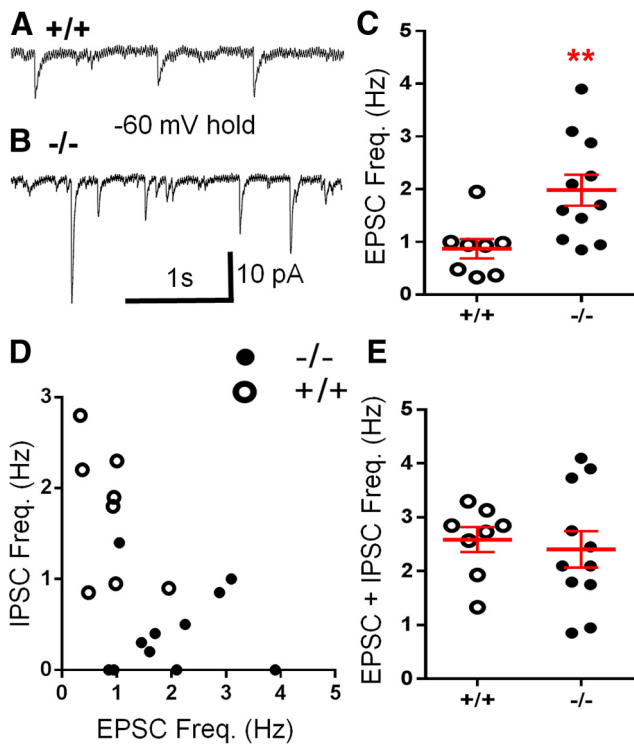 A
+/+
-60 mV hold
B
-/-
1s
10 pA
C
**
EPSC Freq. (Hz)
5
4
3
2
1
0
+/+
-/-
D
-/-
+/+
IPSC Freq. (Hz)
3
2
1
0
0 1 2 3 4 5
EPSC Freq. (Hz)
E
EPSC + IPSC Freq. (Hz)
5
4
3
2
1
0
+/+
-/-